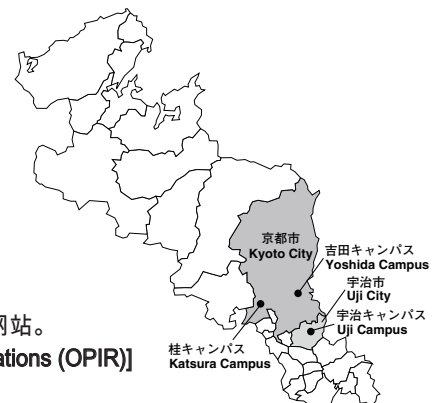 京都市
Kyoto City
吉田キャンパス
Yoshida Campus
宇治市
Uji City
宇治キャンパス
Uji Campus
桂キャンパス
Katsura Campus
网站。
ations (OPIR)]